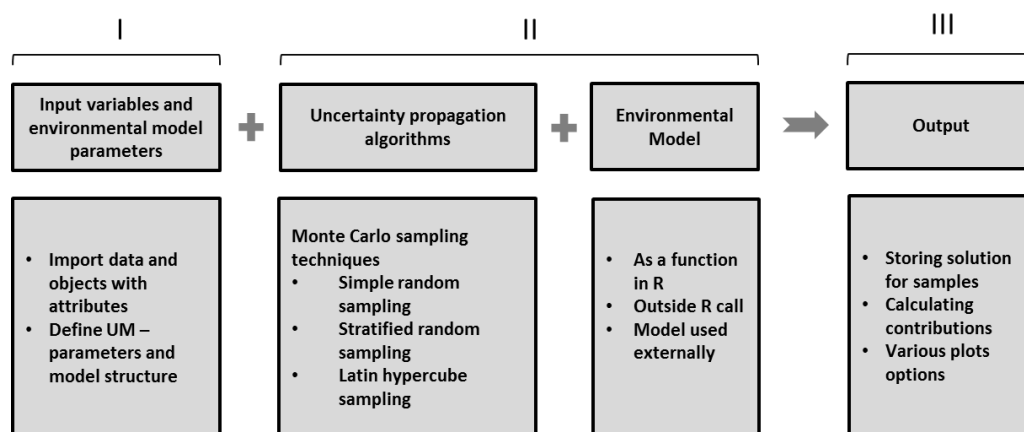 I
II
III
Input variables and
environmental model
parameters
Uncertainty propagation
algorithms
Environmental
Model
Output
• Import data and
objects with
attributes
• Define UM –
parameters and
model structure
Monte Carlo sampling
techniques
• Simple random
sampling
• Stratified random
sampling
• Latin hypercube
sampling
• As a function
in R
• Outside R call
• Model used
externally
• Storing solution
for samples
• Calculating
contributions
• Various plots
options